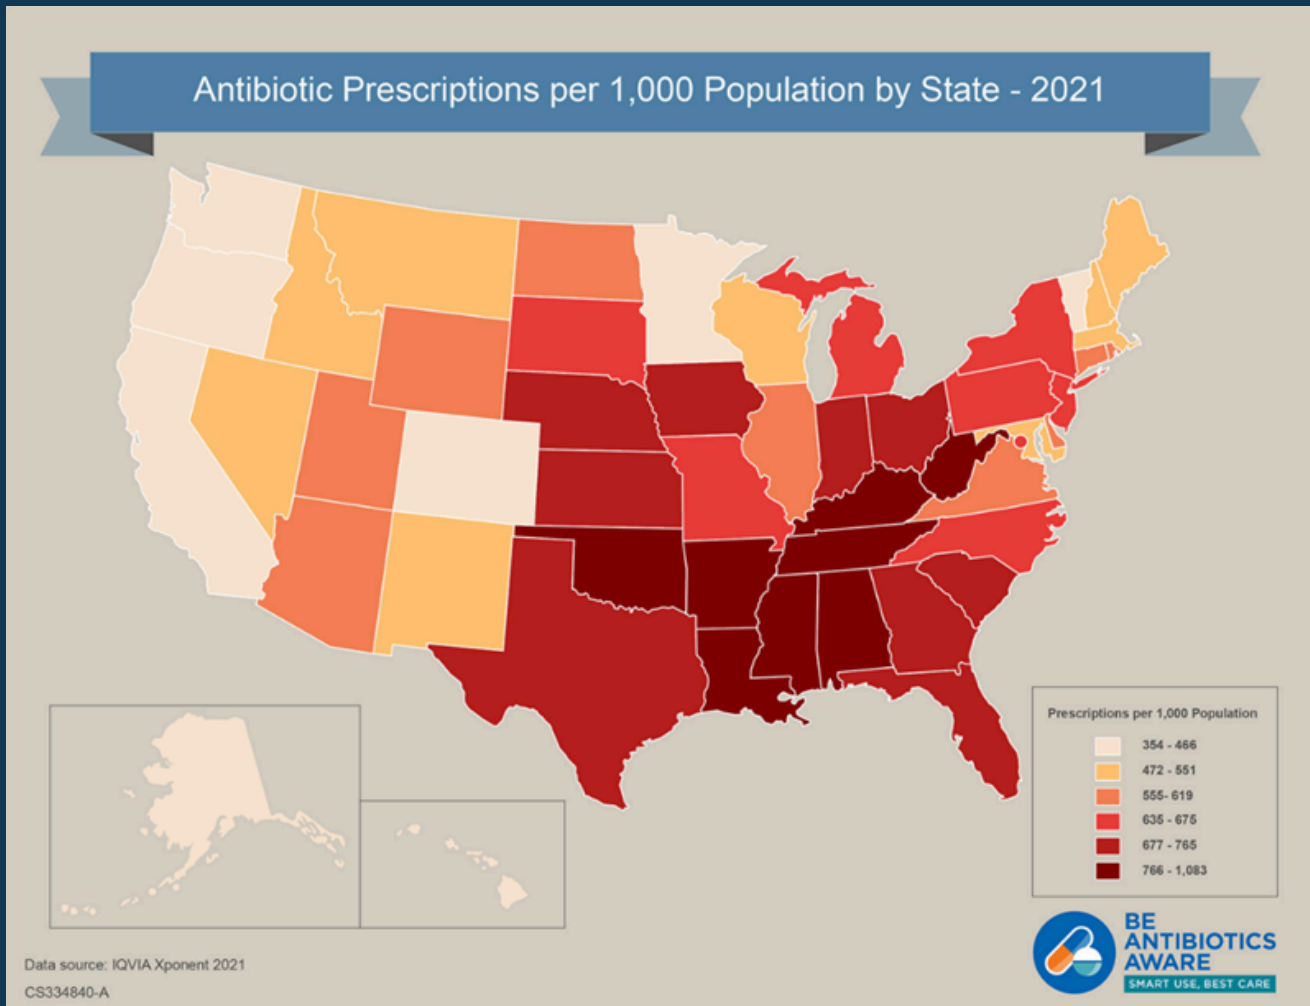 Antibiotic Prescriptions per 1,000 Population by State - 2021
Prescriptions per 1,000 Population
354 - 466
472 - 551
555- 619
635 - 675
677 - 765
766 - 1,083
BE
ANTIBIOTICS
AWARE
SMART USE, BEST CARE
Data source: IQVIA Xponent 2021
CS334840-A